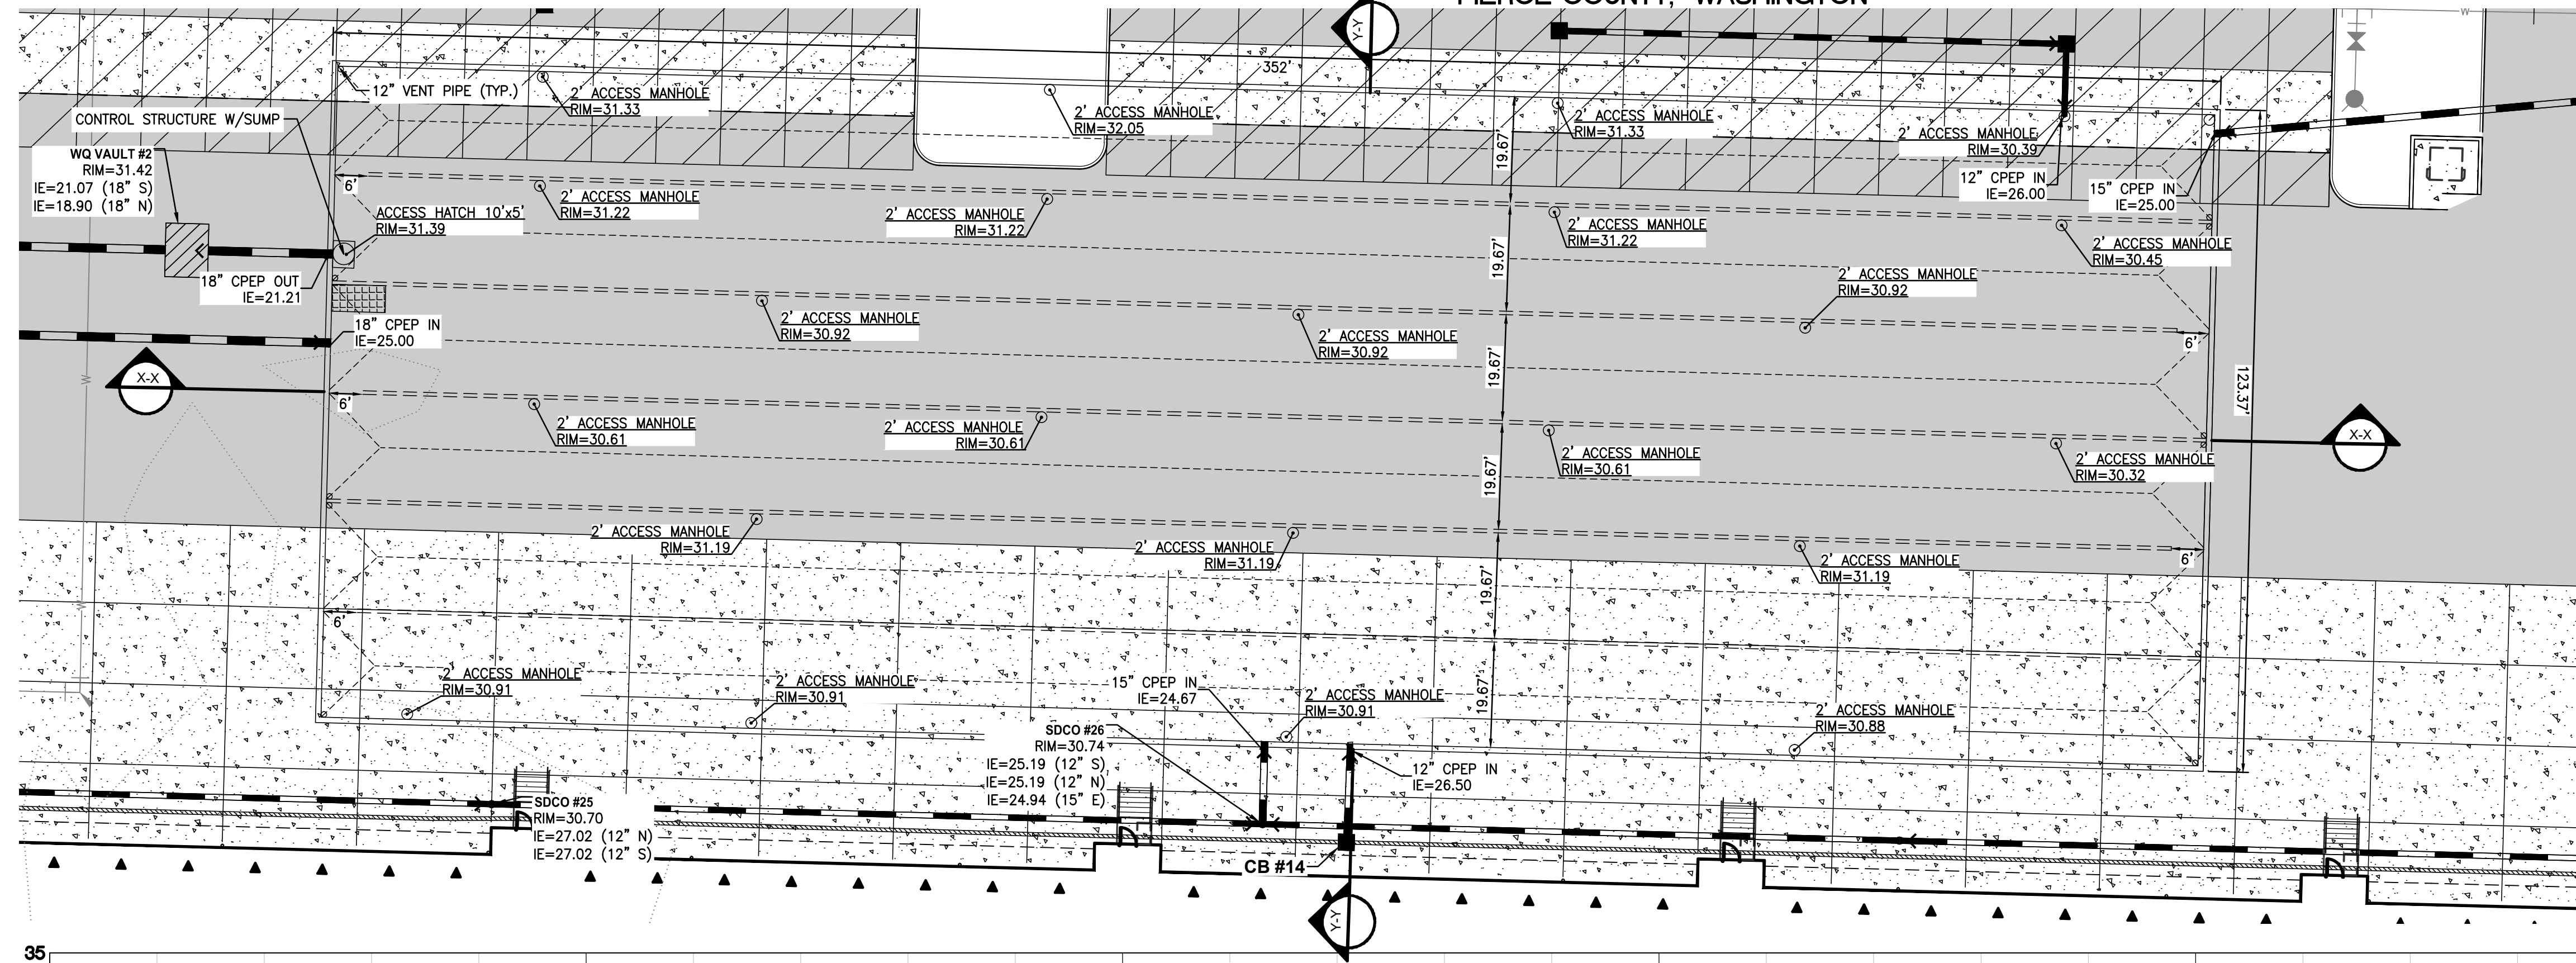 PIERCE COUNTY, WASHINGTON
Y-Y
352'
12" VENT PIPE (TYP.)
2' ACCESS MANHOLE
RIM=31.33
2' ACCESS MANHOLE
RIM=32.05
2' ACCESS MANHOLE
RIM=31.33
2' ACCESS MANHOLE
RIM=30.39
CONTROL STRUCTURE W/SUMP
WQ VAULT #2
RIM=31.42
IE=21.07 (18" S)
IE=18.90 (18" N)
19.67'
12" CPEP IN
IE=26.00
15" CPEP IN
IE=25.00
6'
2' ACCESS MANHOLE
RIM=31.22
ACCESS HATCH 10'x5'
RIM=31.39
2' ACCESS MANHOLE
RIM=31.22
2' ACCESS MANHOLE
RIM=31.22
2' ACCESS MANHOLE
RIM=30.45
19.67'
18" CPEP OUT
IE=21.21
2' ACCESS MANHOLE
RIM=30.92
2' ACCESS MANHOLE
RIM=30.92
2' ACCESS MANHOLE
RIM=30.92
18" CPEP IN
IE=25.00
6'
19.67'
X-X
6'
123.37'
2' ACCESS MANHOLE
RIM=30.61
2' ACCESS MANHOLE
RIM=30.61
2' ACCESS MANHOLE
RIM=30.61
2' ACCESS MANHOLE
RIM=30.32
X-X
19.67'
2' ACCESS MANHOLE
RIM=31.19
2' ACCESS MANHOLE
RIM=31.19
2' ACCESS MANHOLE
RIM=31.19
6'
19.67'
6'
2' ACCESS MANHOLE
RIM=30.91
2' ACCESS MANHOLE
RIM=30.91
15" CPEP IN
IE=24.67
2' ACCESS MANHOLE
RIM=30.91
19.67'
2' ACCESS MANHOLE
RIM=30.88
SDCO #26
RIM=30.74
IE=25.19 (12" S)
IE=25.19 (12" N)
IE=24.94 (15" E)
12" CPEP IN
IE=26.50
SDCO #25
RIM=30.70
IE=27.02 (12" N)
IE=27.02 (12" S)
CB #14
Y-Y
35
W
W
W